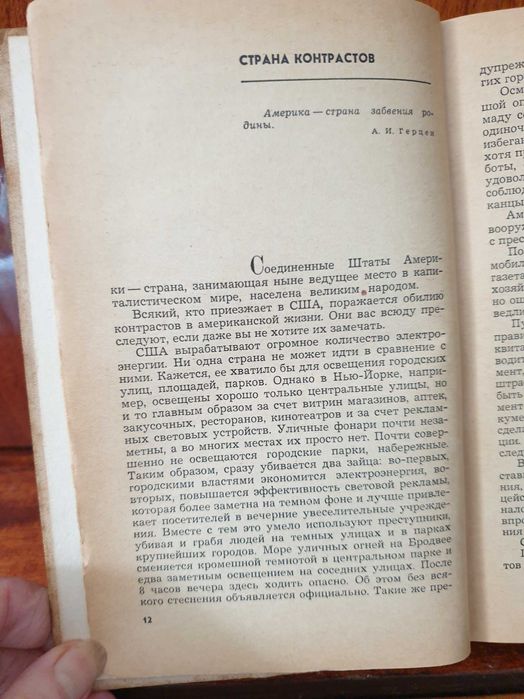 СТРАНА КОНТРАСТОВ
Америка — страна забвения ро-
дины.
А. И. Герцен
Соединенные Штаты Амери-
ки — страна, занимающая ныне ведущее место в капи-
талистическом мире, населена великим народом.
Всякий, кто приезжает в США, поражается обилию
контрастов в американской жизни. Они вас всюду пре-
следуют, если даже вы не хотите их замечать.
США вырабатывают огромное количество электро-
энергии. Ни одна страна не может идти в сравнение с
ними. Кажется, ее хватило бы для освещения городских
улиц, площадей, парков. Однако в Нью-Йорке, напри-
мер, освещены хорошо только центральные улицы, но
и то главным образом за счет витрин магазинов, аптек,
закусочных, ресторанов, кинотеатров и за счет реклам-
ных световых устройств. Уличные фонари почти неза-
метны, а во многих местах их просто нет. Почти совер-
шенно не освещаются городские парки, набережные.
Таким образом, сразу убивается два зайца: во-первых,
городскими властями экономится электроэнергия, во-
вторых, повышается эффективность световой рекламы,
которая более заметна на темном фоне и лучше привле-
кает посетителей в вечерние увеселительные учрежде-
ния. Вместе с тем это умело используют преступники,
убивая и грабя людей на темных улицах и в парках
крупнейших городов. Море уличных огней на Бродвее
сменяется кромешной темнотой в центральном парке и
едва заметным освещением на соседних улицах. После
8 часов вечера здесь ходить опасно. Об этом без вся-
кого стеснения объявляется официально. Такие же пре-
12